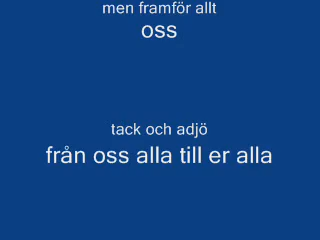 men framför allt
oss
tack och adjö
från oss alla till er alla